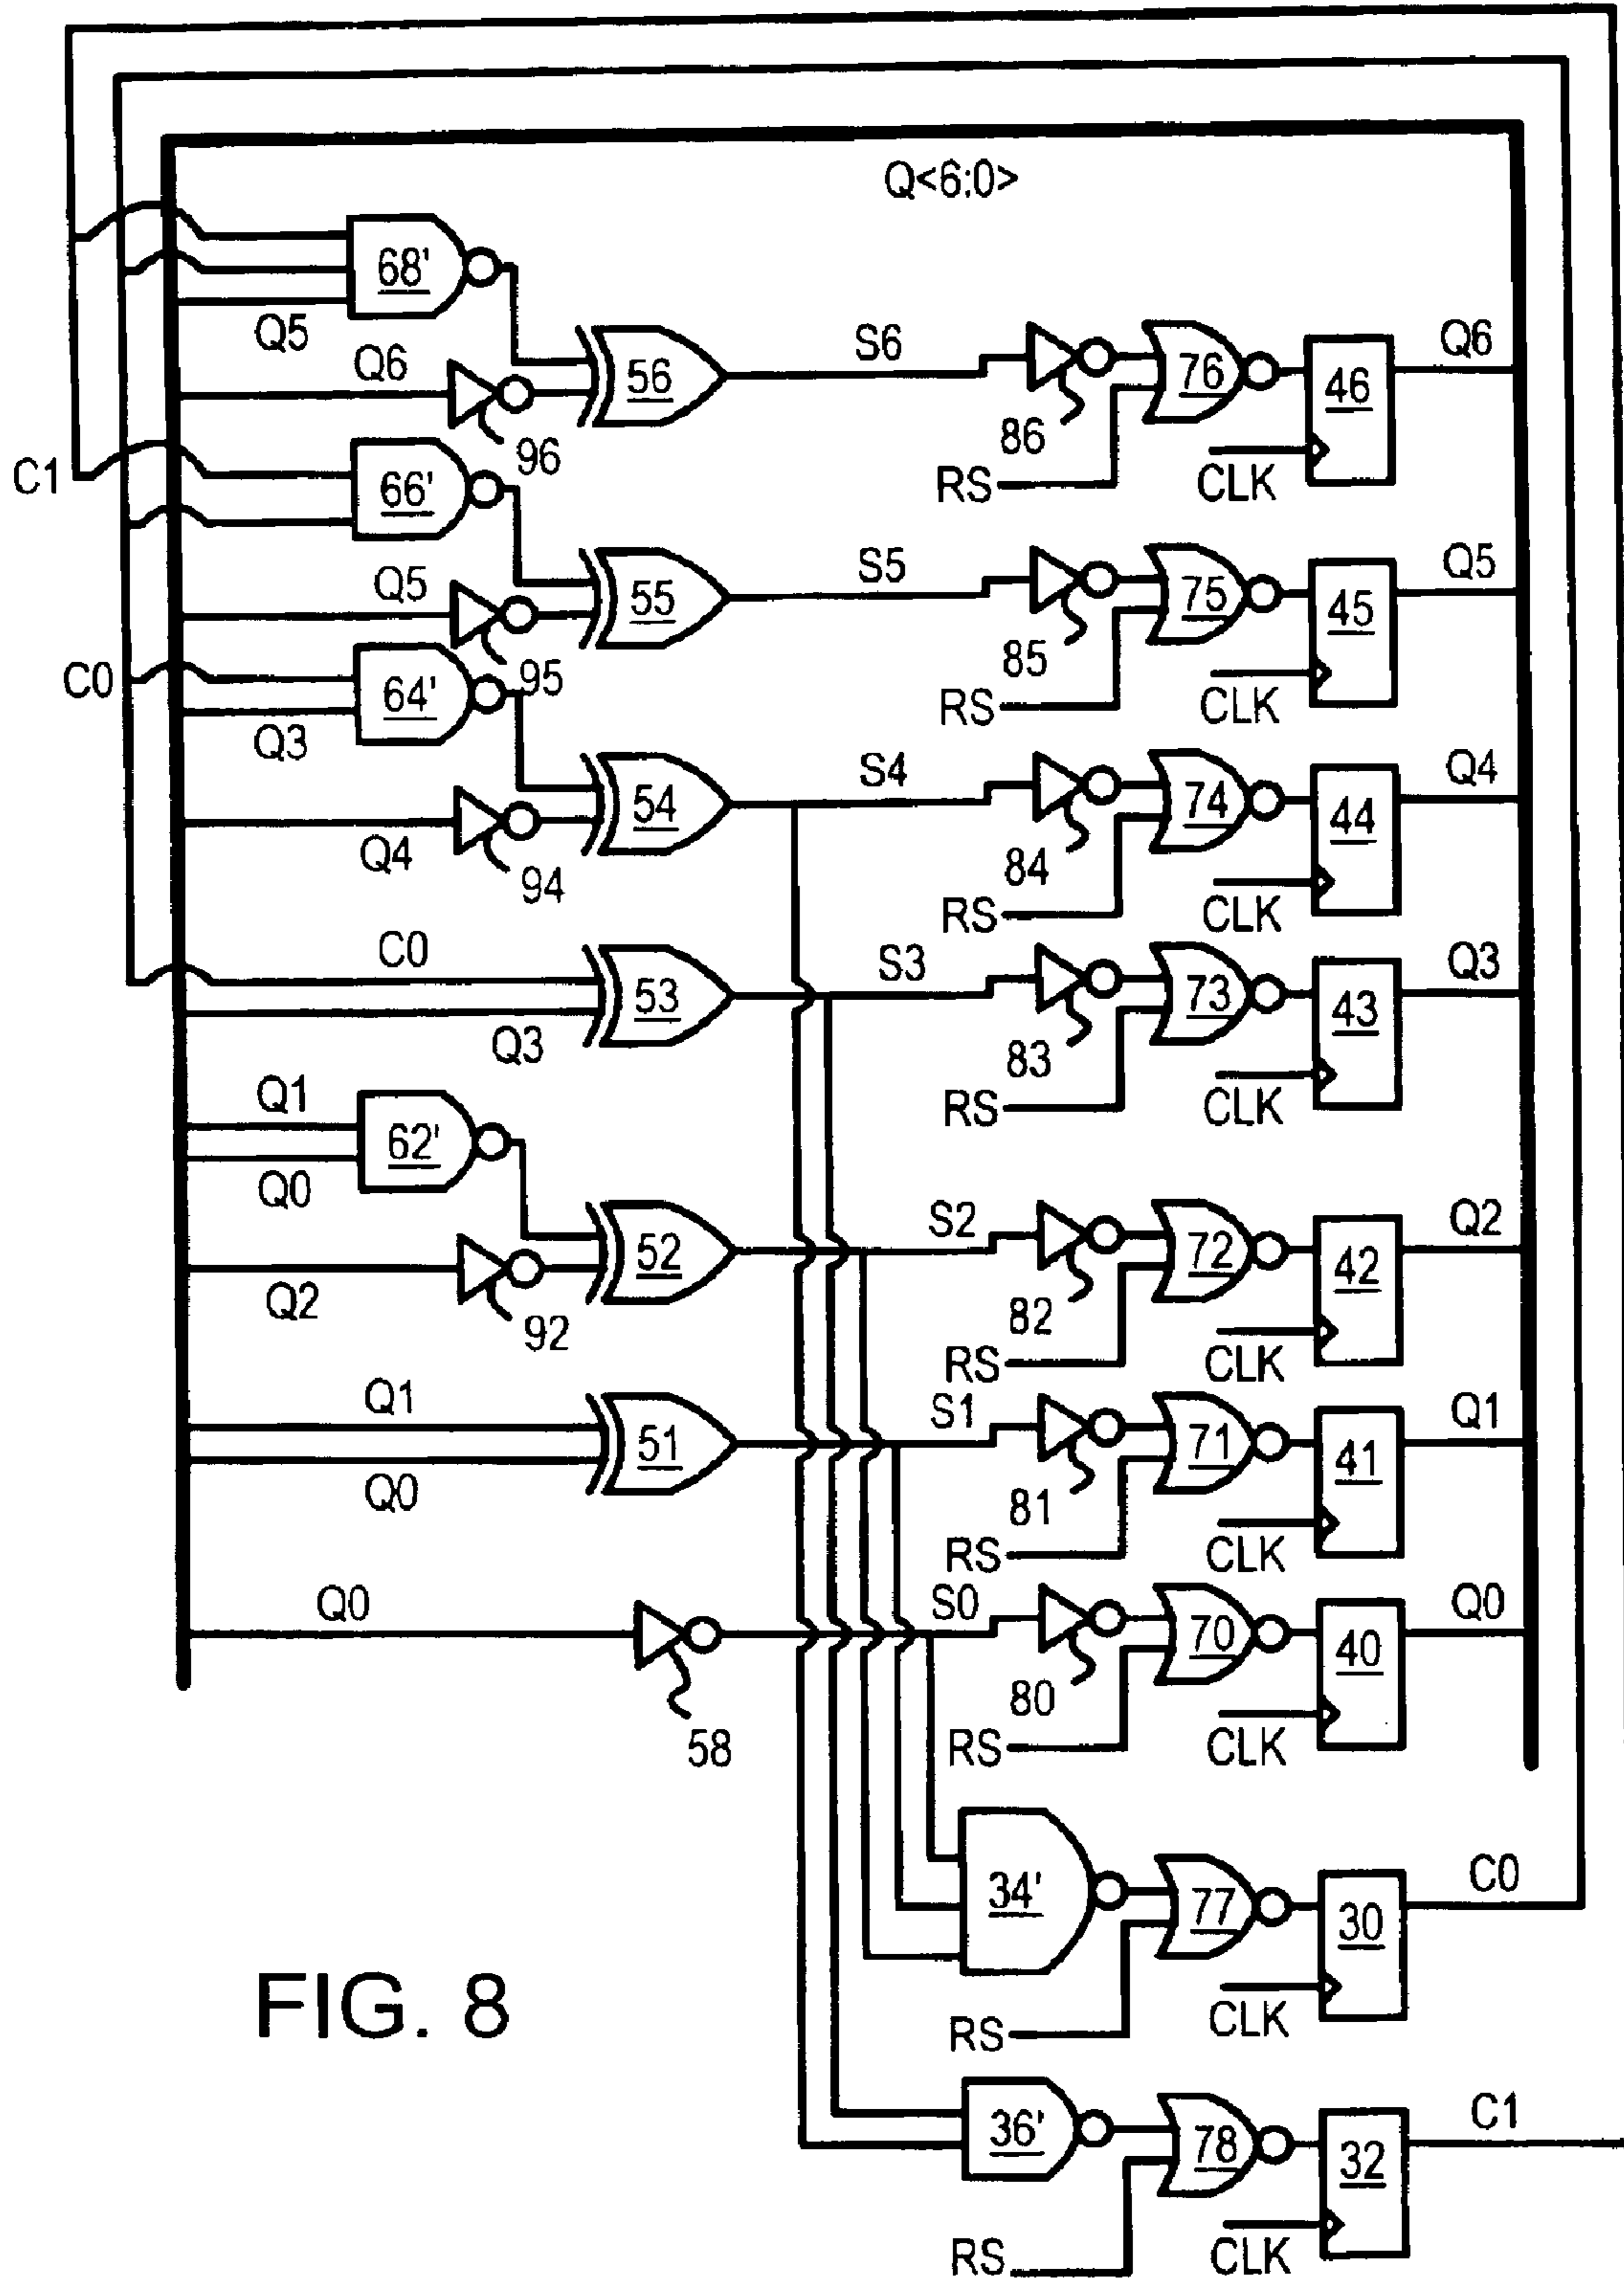 Q<6:0>
68'
Q5
Q6
96
56
S6
86
76
RS
46
CLK
Q6
C1
66'
Q5
95
55
S5
85
75
RS
45
CLK
Q5
C0
64'
Q3
Q4
94
54
S4
84
74
RS
44
CLK
Q4
C0
Q3
53
S3
83
73
RS
43
CLK
Q3
Q1
62'
Q0
Q2
92
52
S2
82
72
RS
42
CLK
Q2
Q1
Q0
51
S1
81
71
RS
41
CLK
Q1
Q0
58
S0
80
70
RS
40
CLK
Q0
34'
77
RS
30
CLK
C0
FIG. 8
36'
78
RS
32
CLK
C1